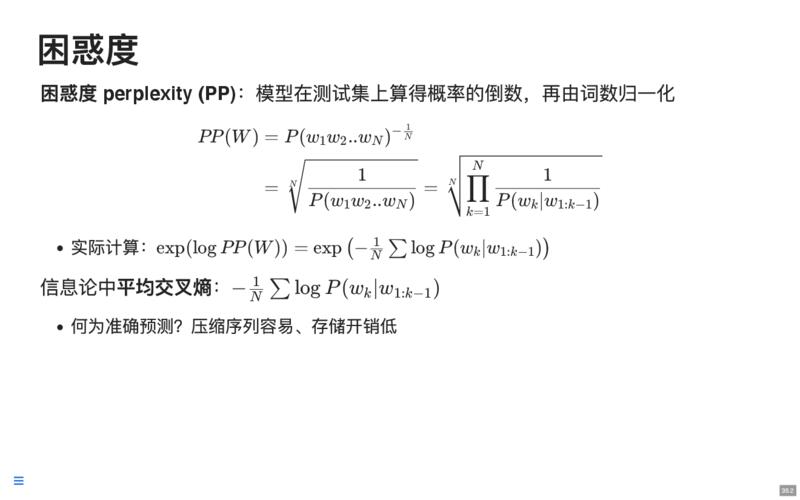 困惑度
困惑度 perplexity (PP)：模型在测试集上算得概率的倒数，再由词数归一化
$PP(W) = P(w_1w_2..w_N)^{-\frac{1}{N}}$
$= \sqrt[N]{\frac{1}{P(w_1w_2..w_N)}} = \sqrt[N]{\prod_{k=1}^{N} \frac{1}{P(w_k|w_{1:k-1})}}$
• 实际计算：$\exp(\log PP(W)) = \exp\left(-\frac{1}{N}\sum \log P(w_k|w_{1:k-1})\right)$
信息论中平均交叉熵：$-\frac{1}{N}\sum \log P(w_k|w_{1:k-1})$
• 何为准确预测？压缩序列容易、存储开销低
35.2